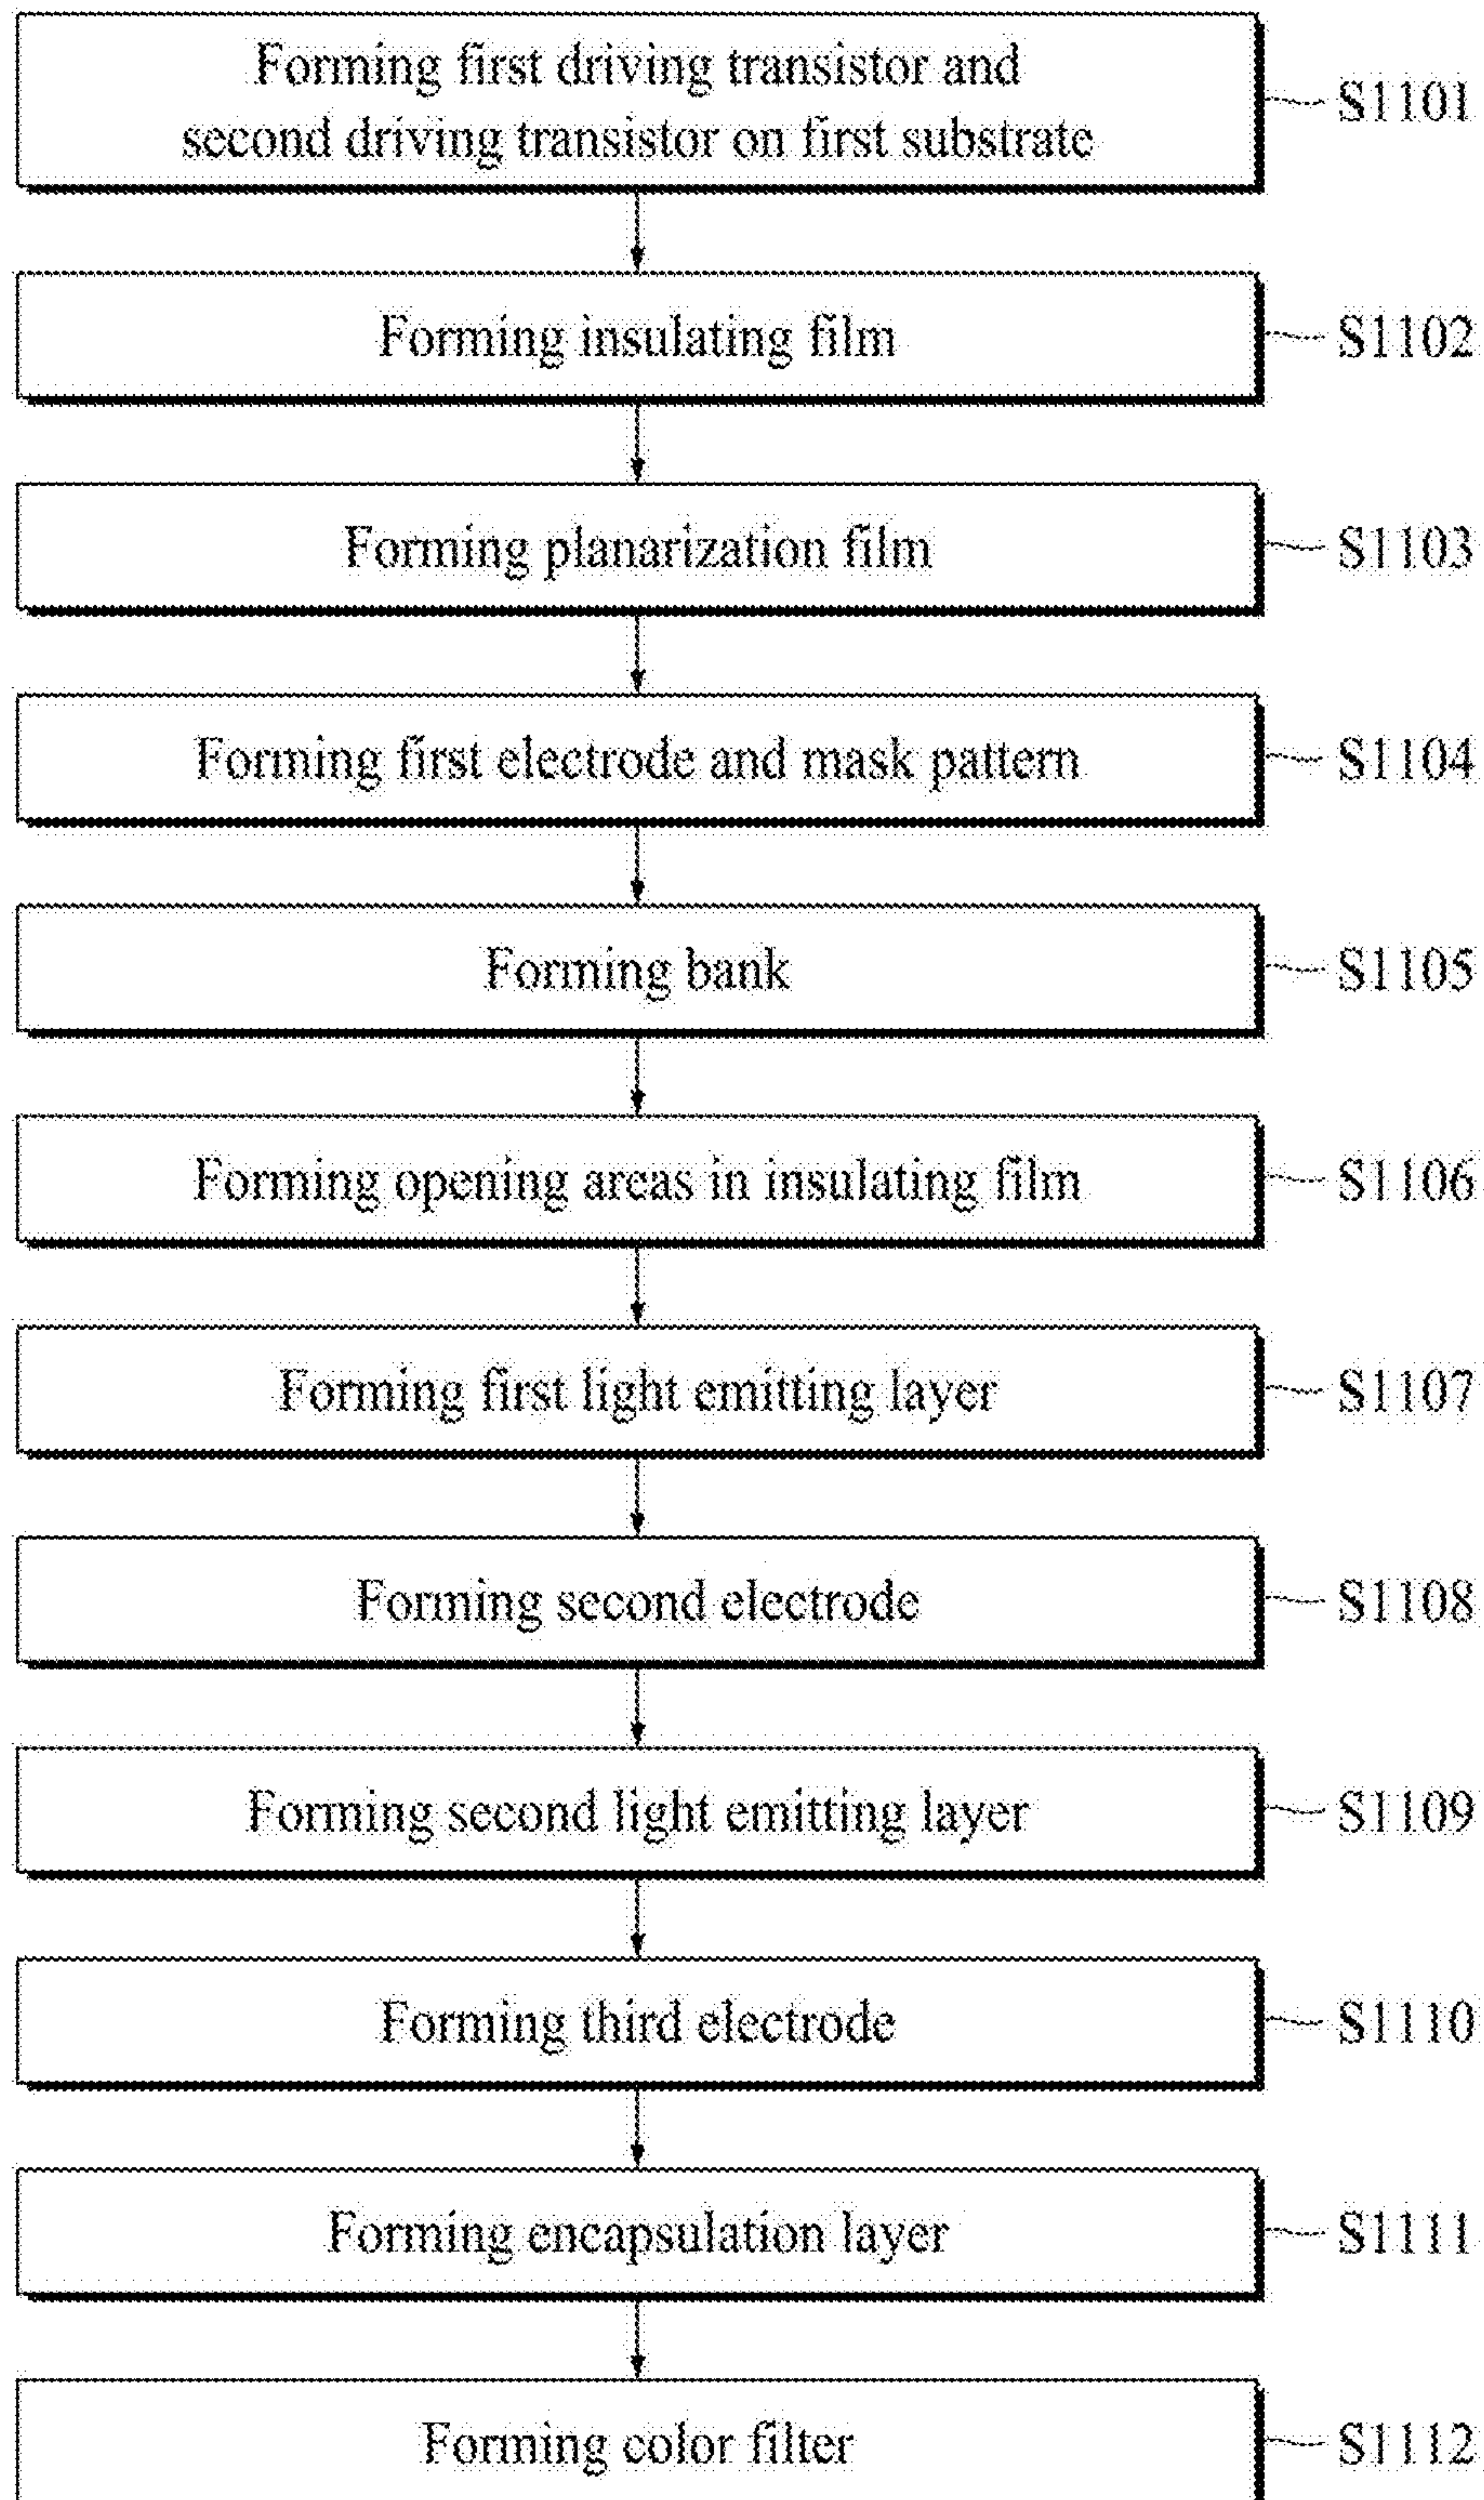 Forming first driving transistor and
second driving transistor on first substrate
S1101
Forming insulating film
S1102
Forming planarization film
S1103
Forming first electrode and mask pattern
S1104
Forming bank
S1105
Forming opening areas in insulating film
S1106
Forming first light emitting layer
S1107
Forming second electrode
S1108
Forming second light emitting layer
S1109
Forming third electrode
S1110
Forming encapsulation layer
S1111
Forming color filter
S1112